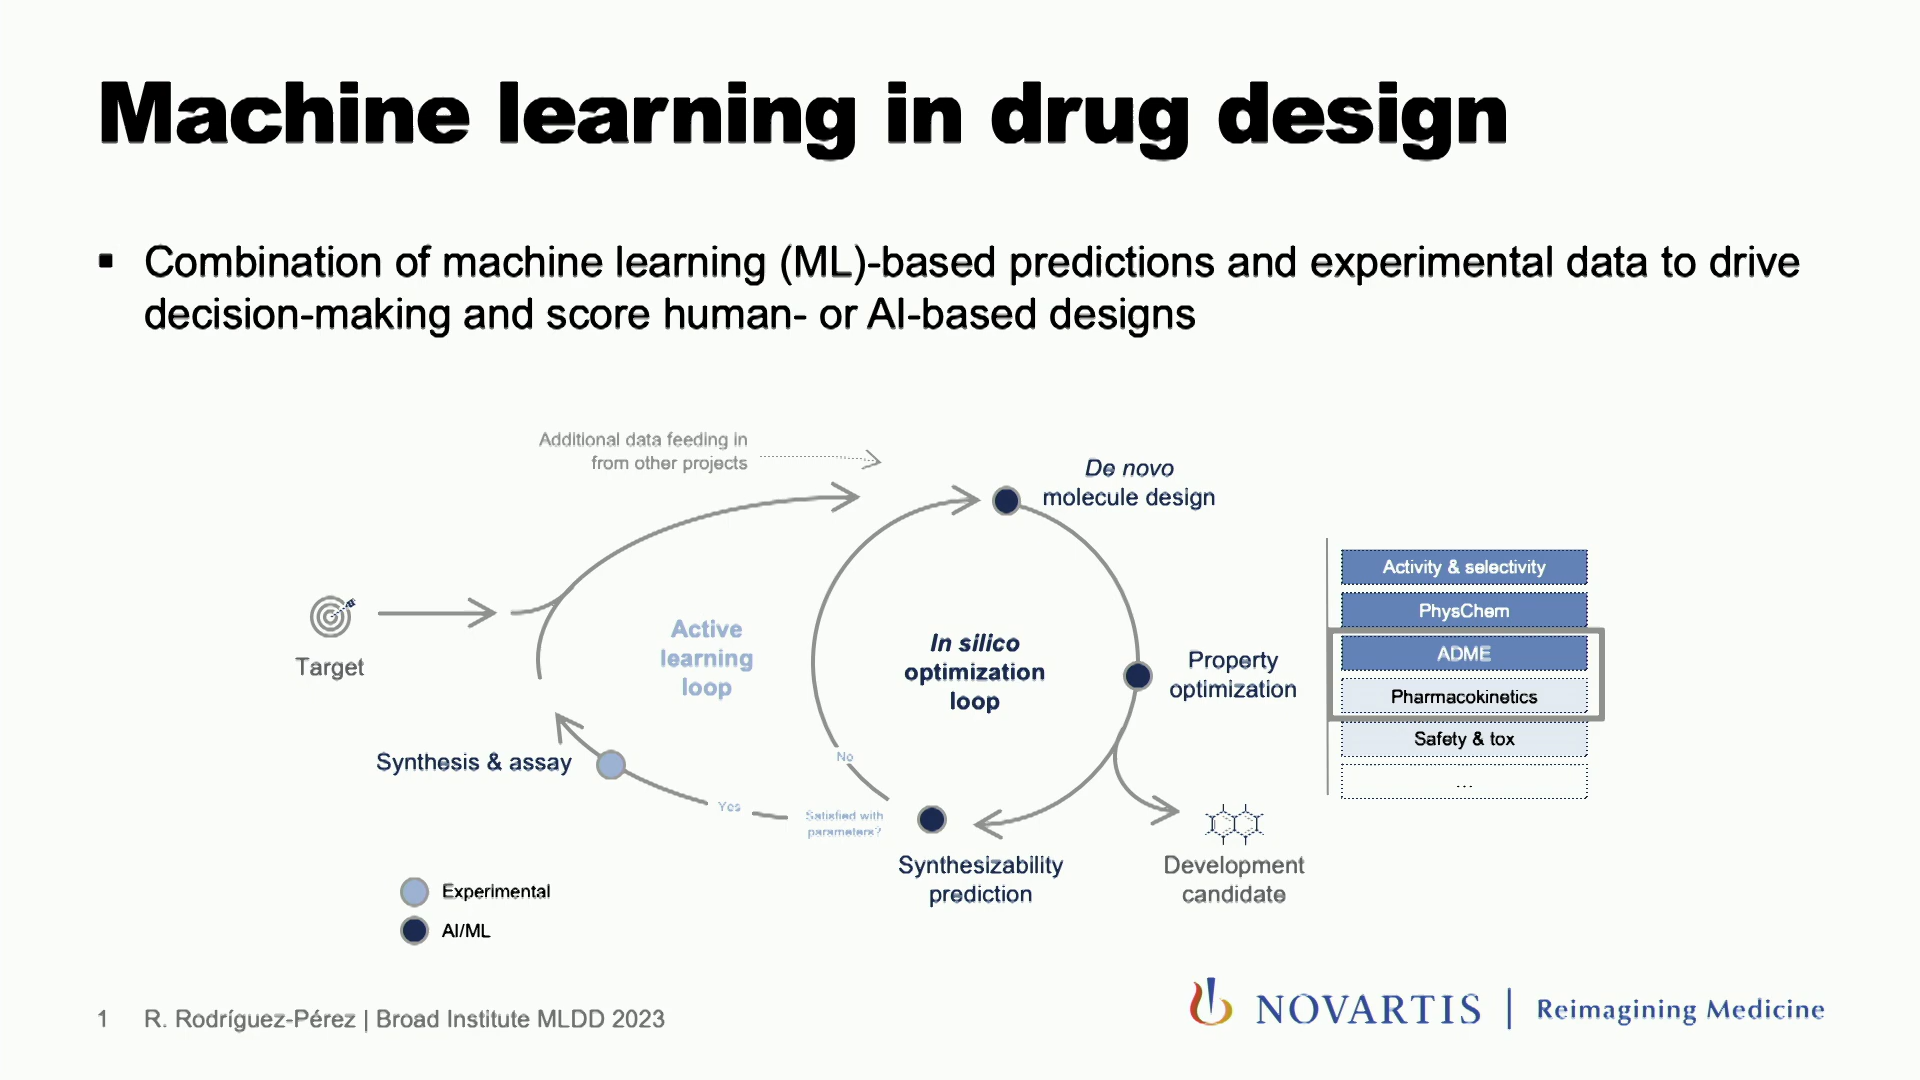 Machine learning in drug design
▪ Combination of machine learning (ML)-based predictions and experimental data to drive
decision-making and score human- or AI-based designs
Additional data feeding in
from other projects
De novo
molecule design
Activity & selectivity
PhysChem
ADME
Pharmacokinetics
Safety & tox
...
Target
Active
learning
loop
In silico
optimization
loop
Property
optimization
Synthesis & assay
No
Yes
Satisfied with
parameters?
Synthesizability
prediction
Development
candidate
Experimental
AI/ML
1 R. Rodríguez-Pérez | Broad Institute MLDD 2023
NOVARTIS | Reimagining Medicine